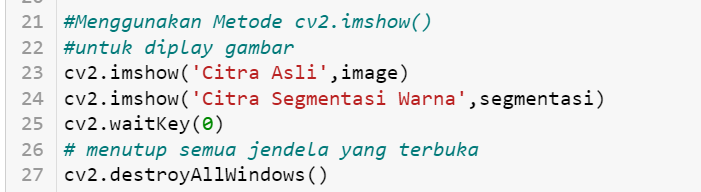 21 #Menggunakan Metode cv2.imshow()
22 #untuk diplay gambar
23 cv2.imshow('Citra Asli',image)
24 cv2.imshow('Citra Segmentasi Warna',segmentasi)
25 cv2.waitKey(0)
26 # menutup semua jendela yang terbuka
27 cv2.destroyAllWindows()